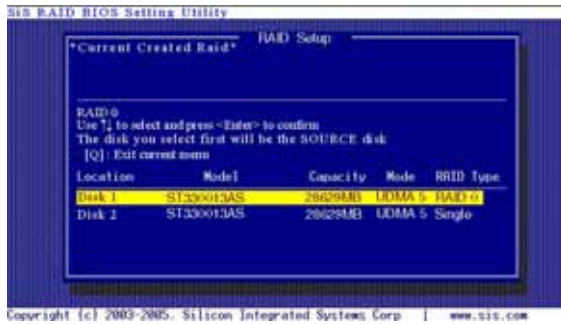 SiS RAID BIOS Setting Utility
RAID Setup
*Current Created Raid*
RAID 0
Use ↑↓ to select and press <Enter> to confirm
The disk you select first will be the SOURCE disk
[Q] : Exit current menu
Location Model Capacity Mode RAID Type
Disk 1 ST330013AS 28629MB UDMA 5 RAID 0
Disk 2 ST330013AS 28629MB UDMA 5 Single
Copyright (c) 2003-2005. Silicon Integrated Systems Corp | www.sis.com